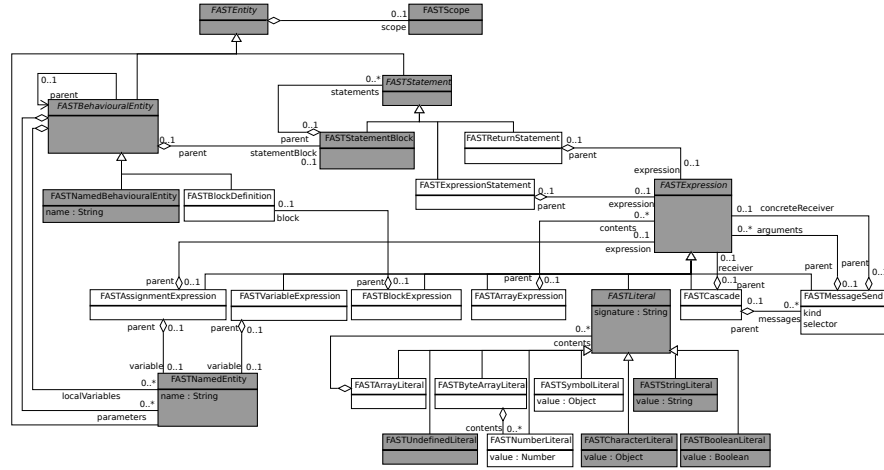 FASTEntity
0..1
FASTScope
scope
0..1
parent
0..*
FASTStatement
statements
FASTBehaviouralEntity
0..1
parent
parent
0..1
FASTStatementBlock
statementBlock
0..1
FASTReturnStatement
0..1
parent
0..1
expression
FASTNamedBehaviouralEntity
name : String
FASTBlockDefinition
0..1
block
FASTExpressionStatement
0..1
parent
0..1
expression
FASTExpression
0..*
contents
0..1
expression
0..1
concreteReceiver
0..*
arguments
0..1
receiver
parent
parent
parent
0..1
parent
0..1
parent
0..1
0..1
parent
0..1
0..1
FASTAssignmentExpression
FASTVariableExpression
FASTBlockExpression
FASTArrayExpression
FASTLiteral
signature : String
FASTCascade
0..1
parent
0..*
messages
FASTMessageSend
kind
selector
parent
0..1
parent
0..1
0..*
contents
variable
0..1
variable
0..1
FASTNamedEntity
name : String
0..*
localVariables
0..*
parameters
FASTArrayLiteral
FASTByteArrayLiteral
FASTSymbolLiteral
value : Object
FASTStringLiteral
value : String
contents
0..*
FASTUndefinedLiteral
FASTNumberLiteral
value : Number
FASTCharacterLiteral
value : Object
FASTBooleanLiteral
value : Boolean